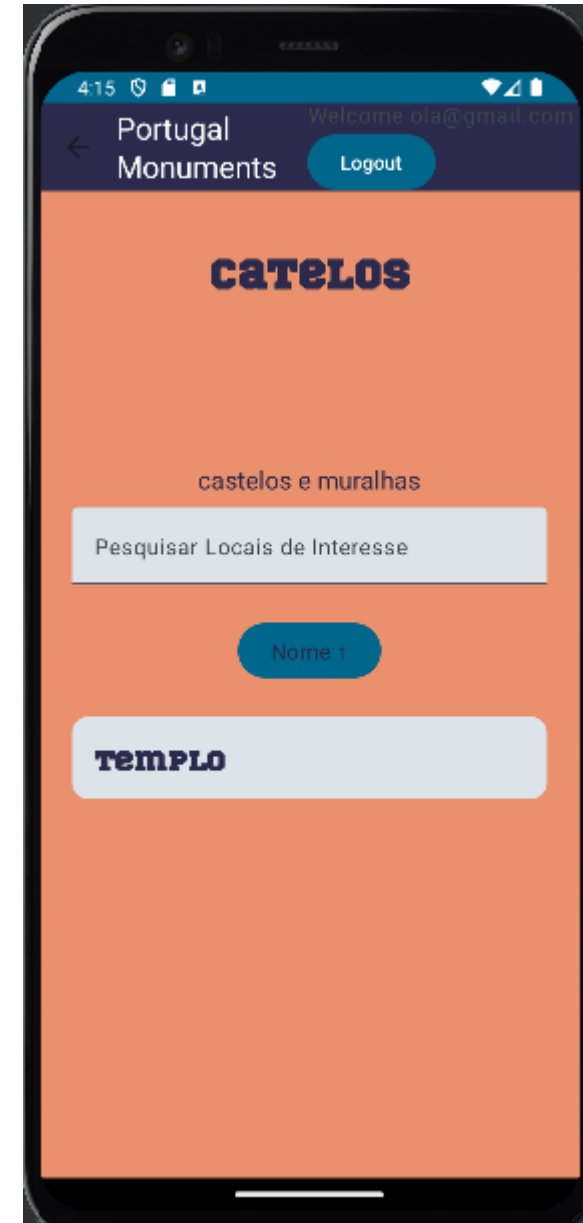 4:15
Welcome ola@gmail.com
Portugal
Monuments
Logout
CATELOS
castelos e muralhas
Pesquisar Locais de Interesse
Nome ↑
TEMPLO